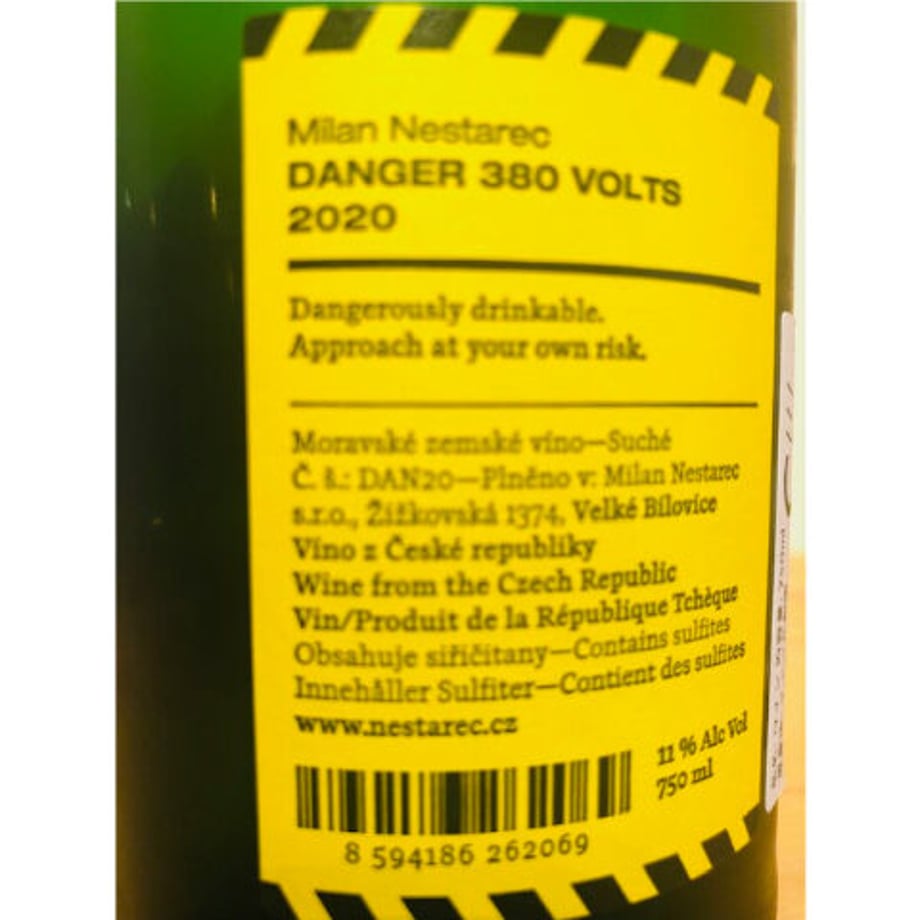 Milan Nestarec
DANGER 380 VOLTS
2020
Dangerously drinkable.
Approach at your own risk.
Moravské zemské víno—Suché
Č. š.: DAN20—Plněno v: Milan Nestarec
s.r.o., Žižkovská 1374, Velké Bílovice
Víno z České republiky
Wine from the Czech Republic
Vin/Produit de la République Tchèque
Obsahuje siřičitany—Contains sulfites
Innehåller Sulfiter—Contient des sulfites
www.nestarec.cz
11 % Alc Vol
750 ml
8 594186 262069